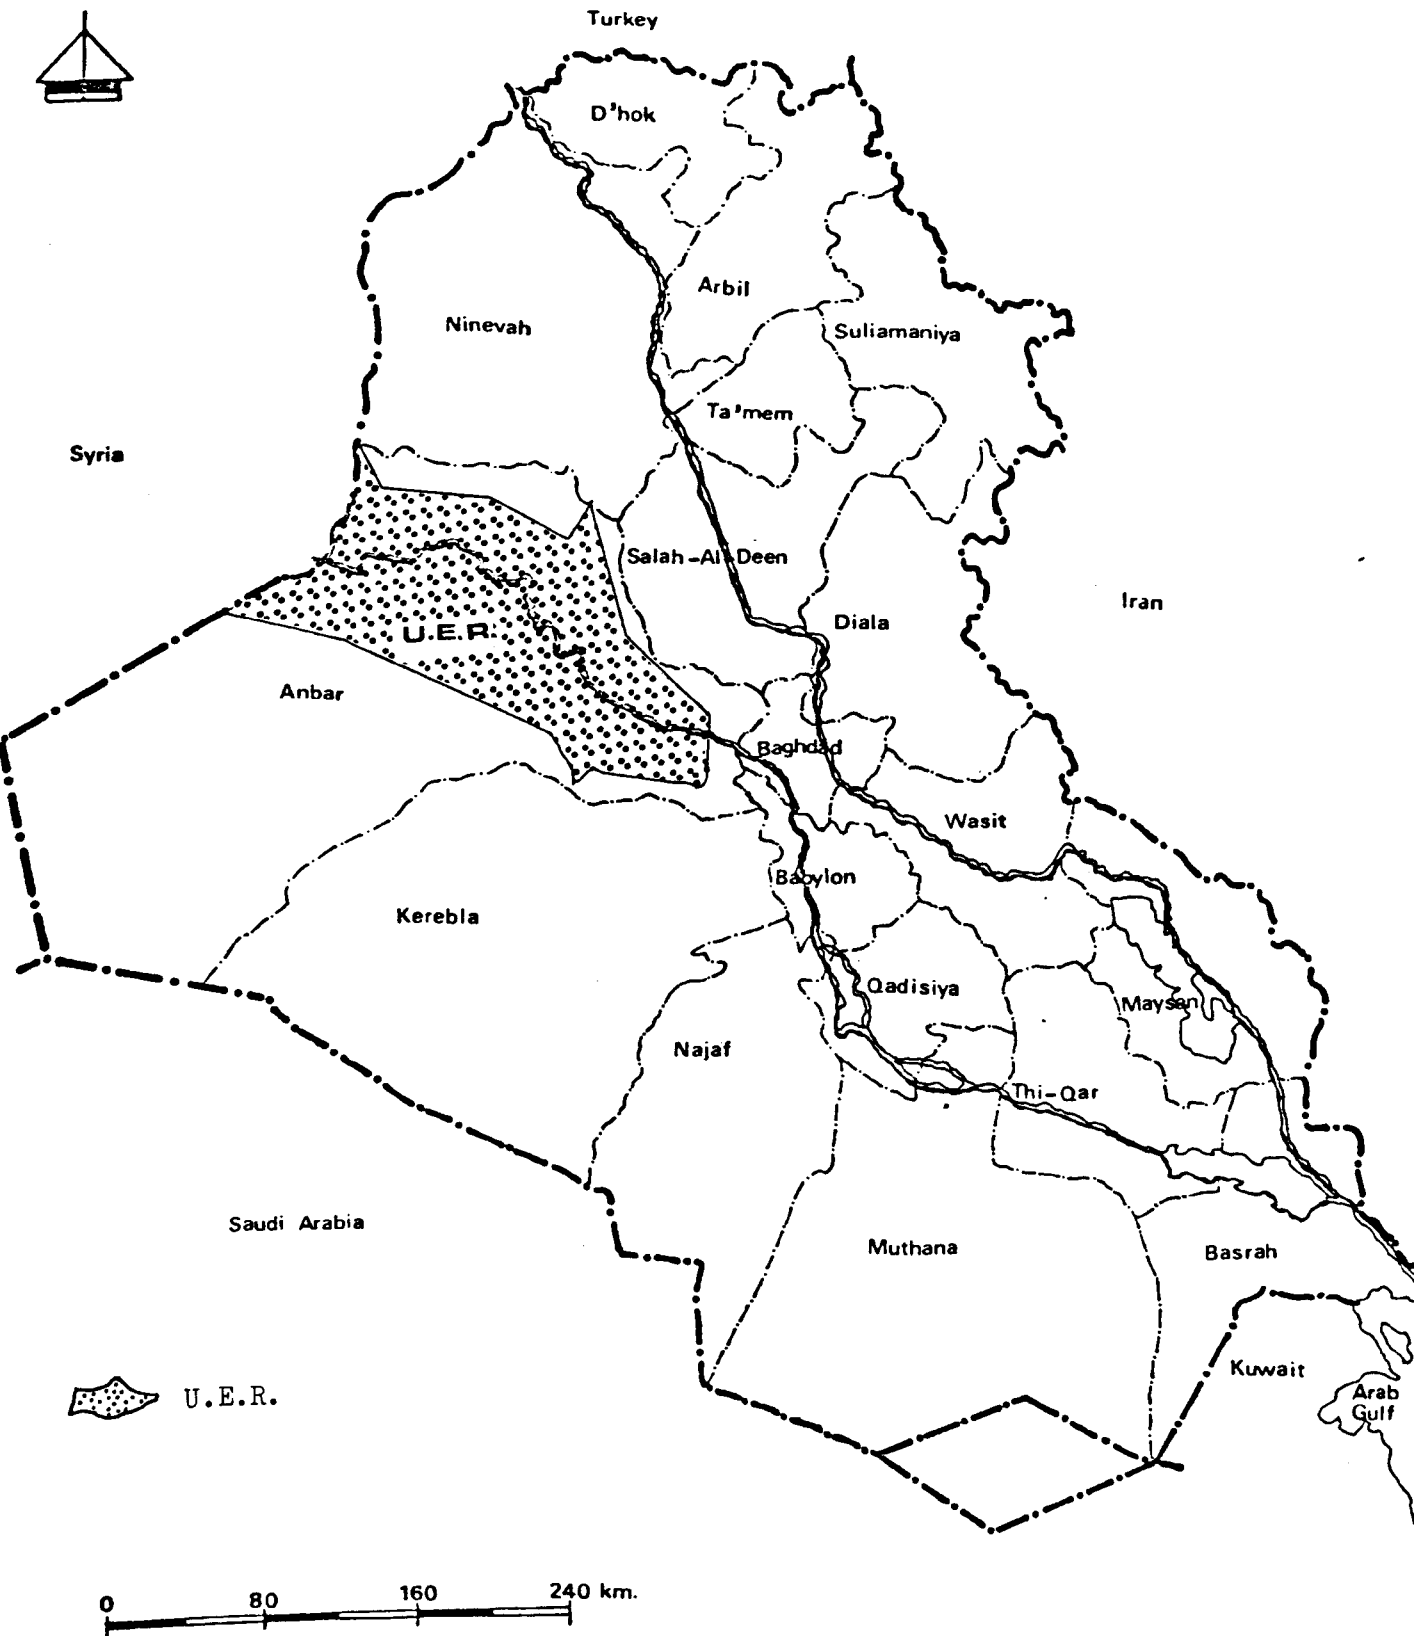 Turkey
D'hok
Arbil
Ninevah
Suliamaniya
Ta'mem
Syria
Salah-Al-Deen
Iran
Diala
U.E.R.
Anbar
Baghdad
Wasit
Babylon
Kerebla
Qadisiya
Maysan
Najaf
Thi-Qar
Saudi Arabia
Muthana
Basrah
Kuwait
Arab
Gulf
U.E.R.
0 80 160 240 km.